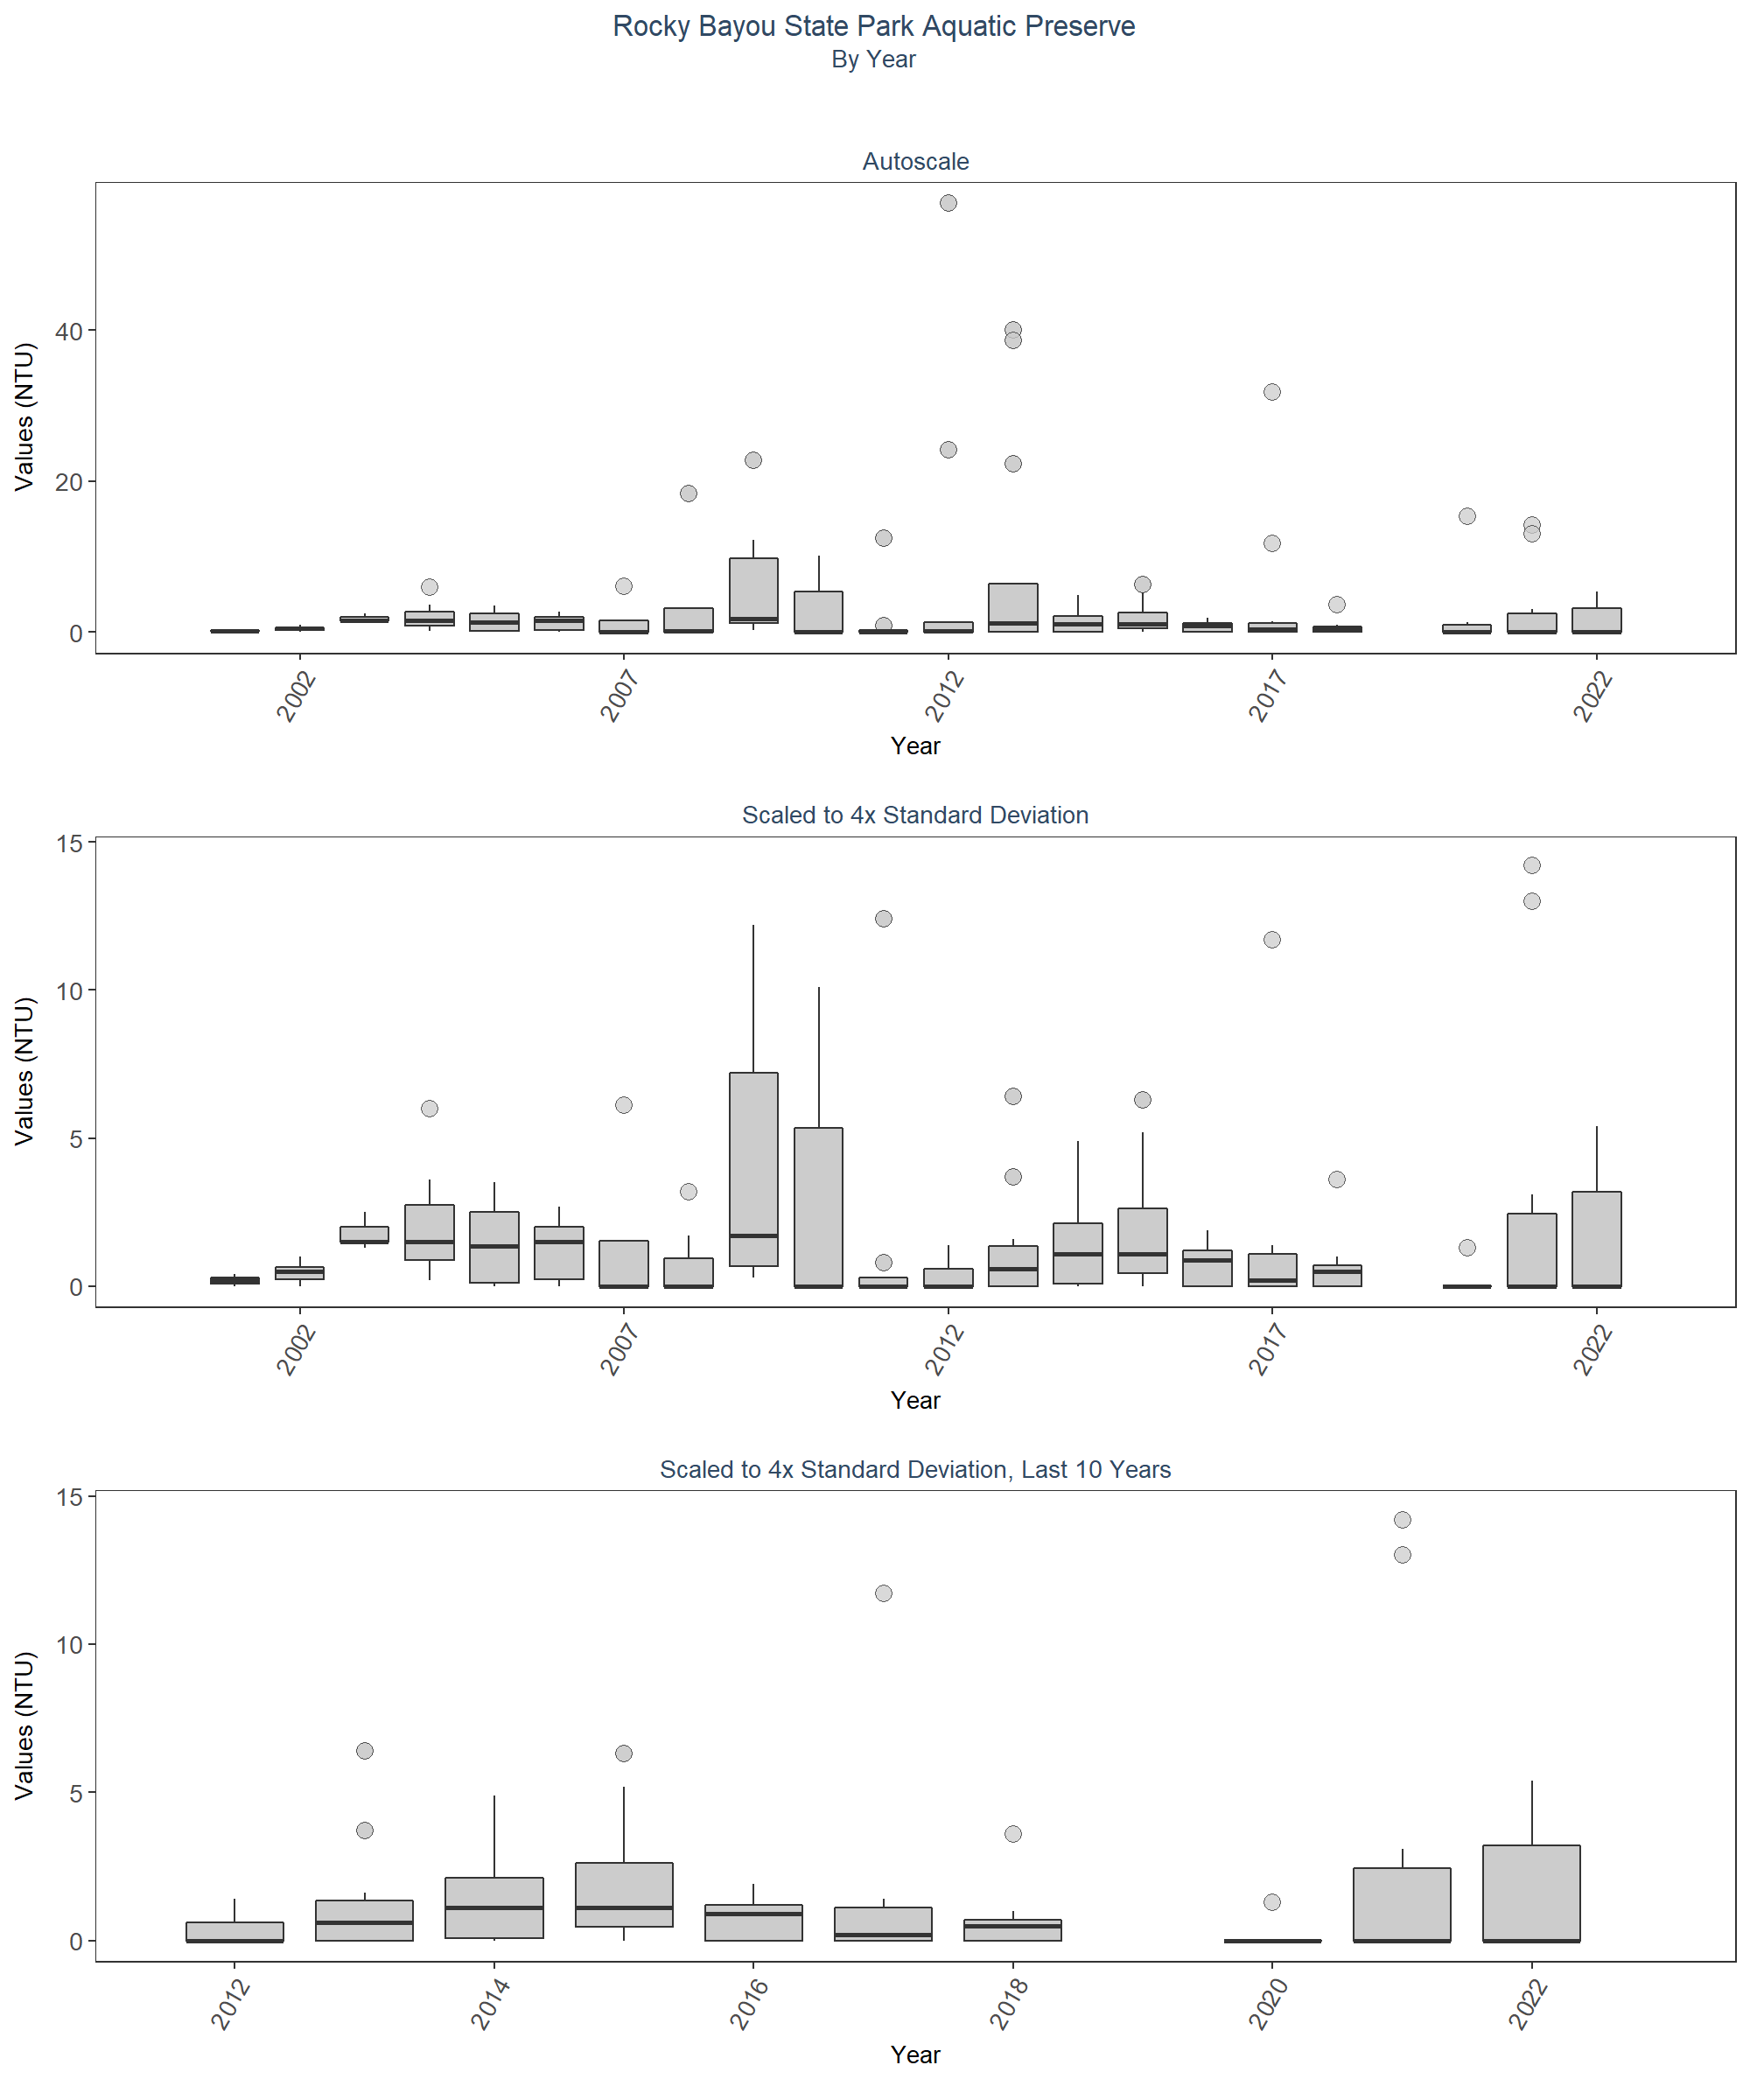 Rocky Bayou State Park Aquatic Preserve
By Year
Autoscale
Values (NTU)
40
20
0
2002
2007
2012
2017
2022
Year
Scaled to 4x Standard Deviation
Values (NTU)
15
10
5
0
2002
2007
2012
2017
2022
Year
Scaled to 4x Standard Deviation, Last 10 Years
Values (NTU)
15
10
5
0
2012
2014
2016
2018
2020
2022
Year